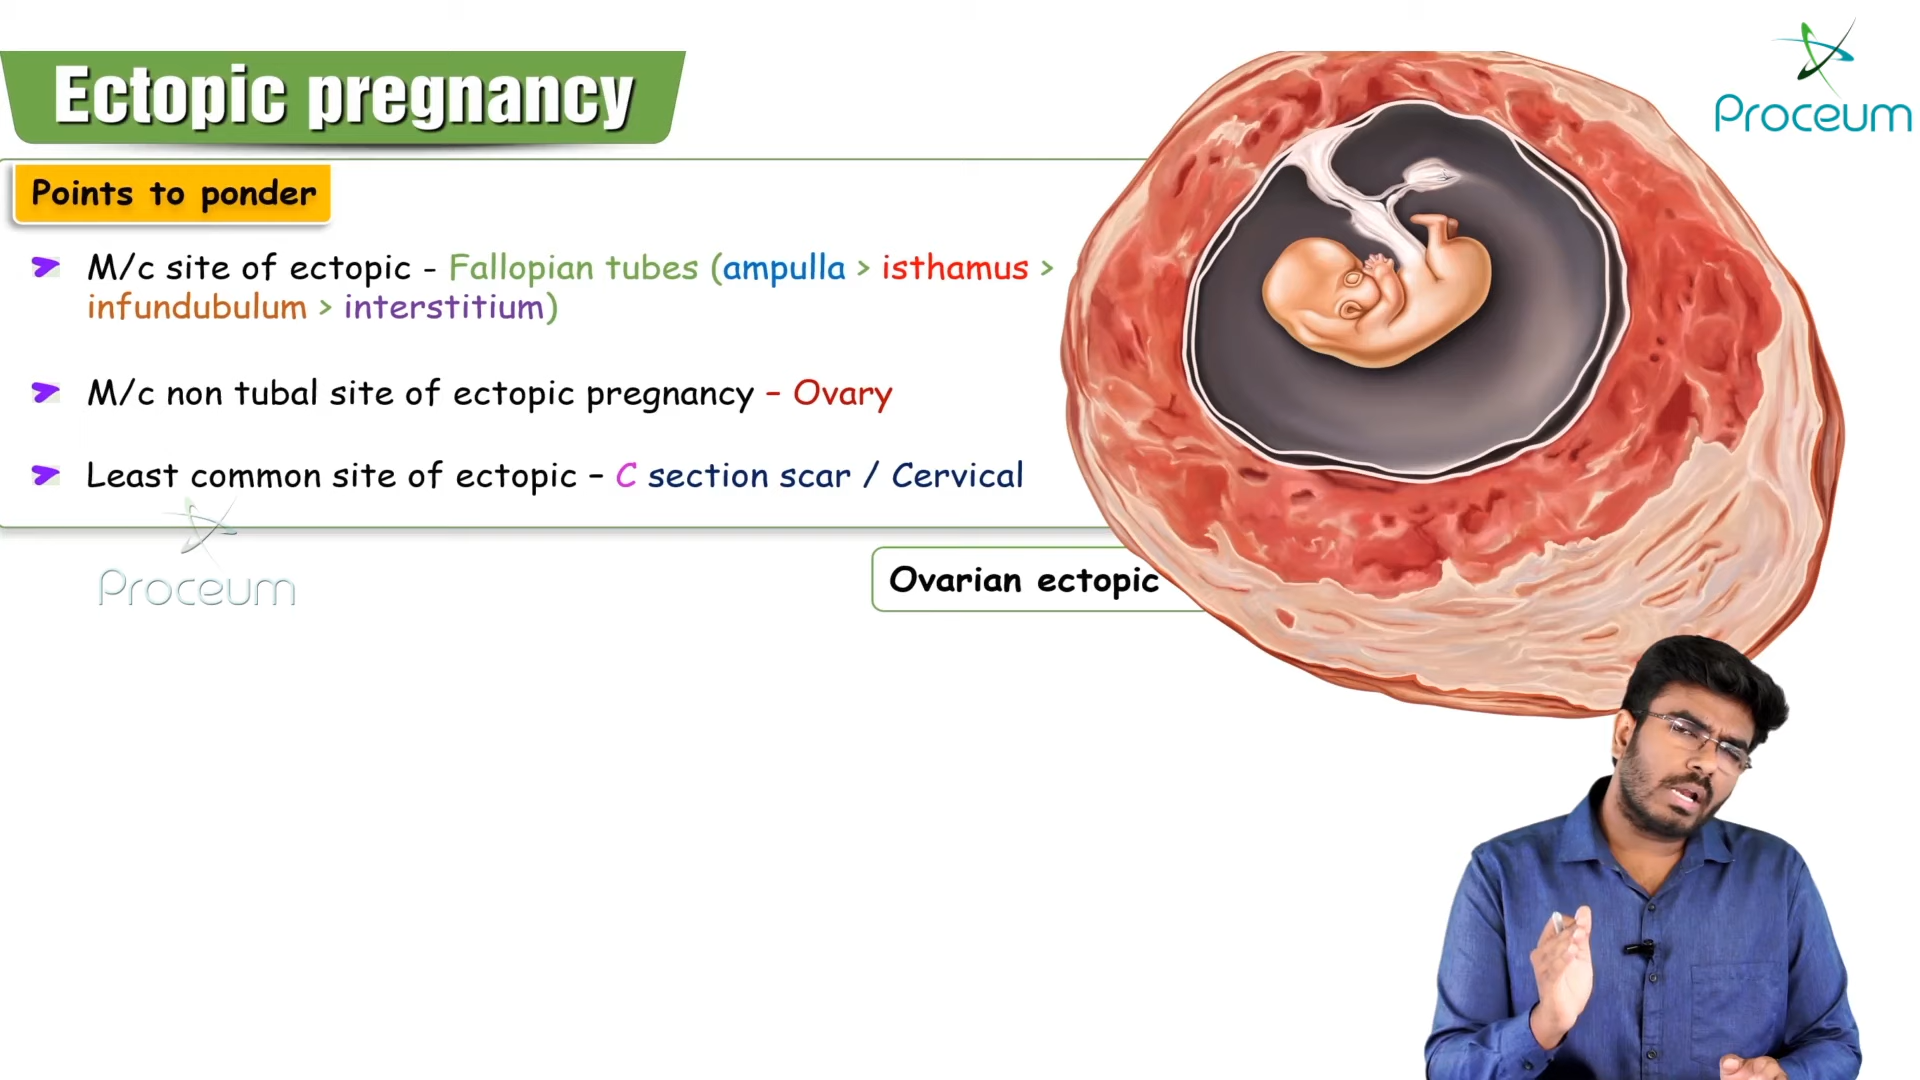 Ectopic pregnancy
Proceum
Points to ponder
M/c site of ectopic - Fallopian tubes (ampulla > isthamus >
infundubulum > interstitium)
M/c non tubal site of ectopic pregnancy – Ovary
Least common site of ectopic – C section scar / Cervical
Proceum
Ovarian ectopic